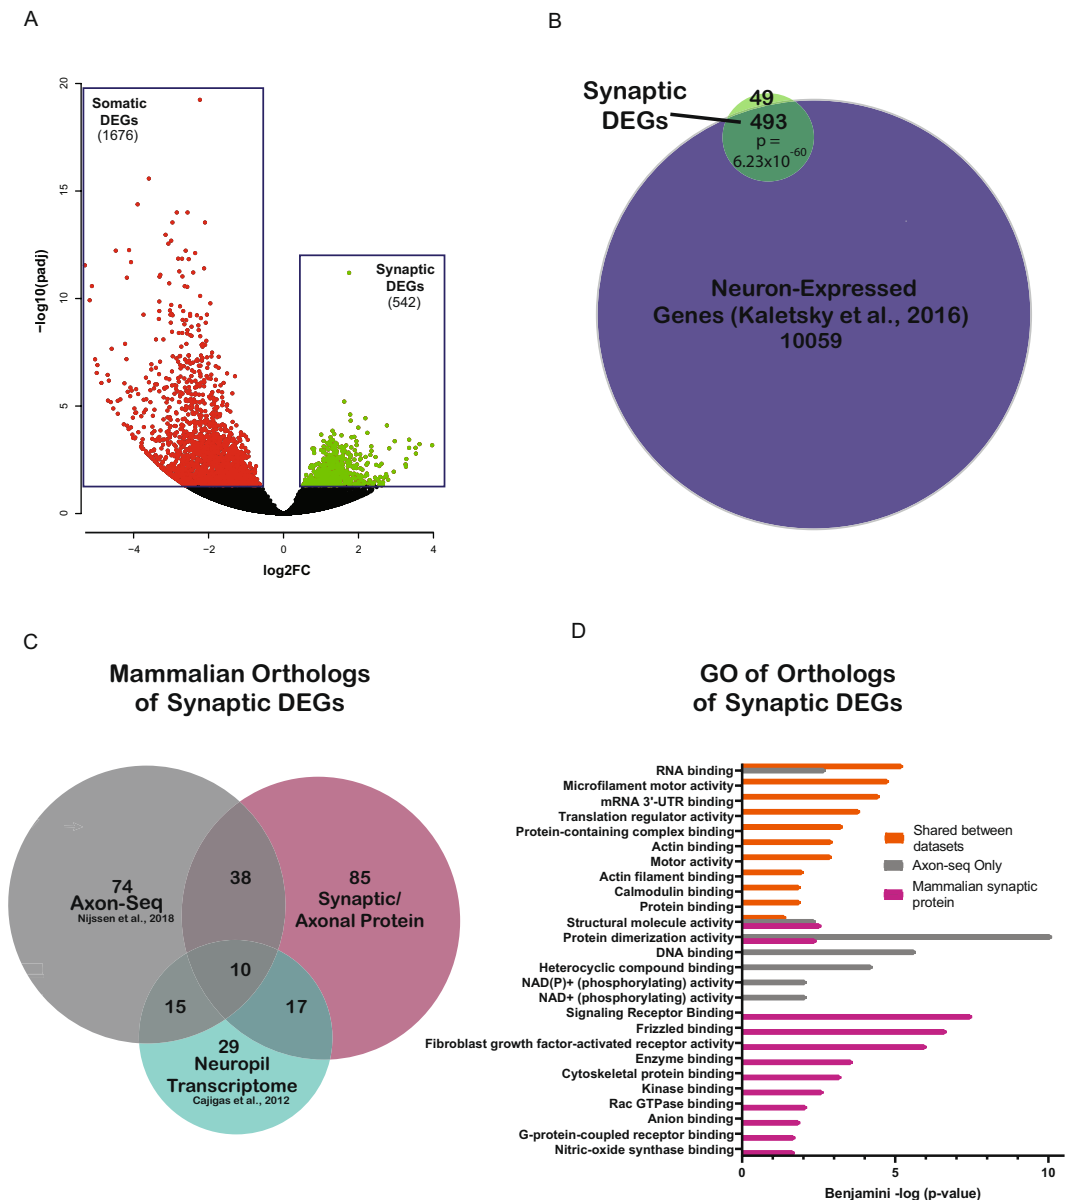 A
Somatic
DEGs
(1676)
Synaptic
DEGs
(542)
20
15
10
5
0
−log10(padj)
−4
−2
0
2
4
log2FC
B
Synaptic
DEGs
49
493
p =
6.23x10-60
Neuron-Expressed
Genes (Kaletsky et al., 2016)
10059
C
Mammalian Orthologs
of Synaptic DEGs
74
Axon-Seq
Nijssen et al., 2018
38
85
Synaptic/
Axonal Protein
10
15
17
29
Neuropil
Transcriptome
Cajigas et al., 2012
D
GO of Orthologs
of Synaptic DEGs
RNA binding
Microfilament motor activity
mRNA 3'-UTR binding
Translation regulator activity
Protein-containing complex binding
Actin binding
Motor activity
Actin filament binding
Calmodulin binding
Protein binding
Structural molecule activity
Protein dimerization activity
DNA binding
Heterocyclic compound binding
NAD(P)+ (phosphorylating) activity
NAD+ (phosphorylating) activity
Signaling Receptor Binding
Frizzled binding
Fibroblast growth factor-activated receptor activity
Enzyme binding
Cytoskeletal protein binding
Kinase binding
Rac GTPase binding
Anion binding
G-protein-coupled receptor binding
Nitric-oxide synthase binding
Shared between
datasets
Axon-seq Only
Mammalian synaptic
protein
0
5
10
Benjamini -log (p-value)